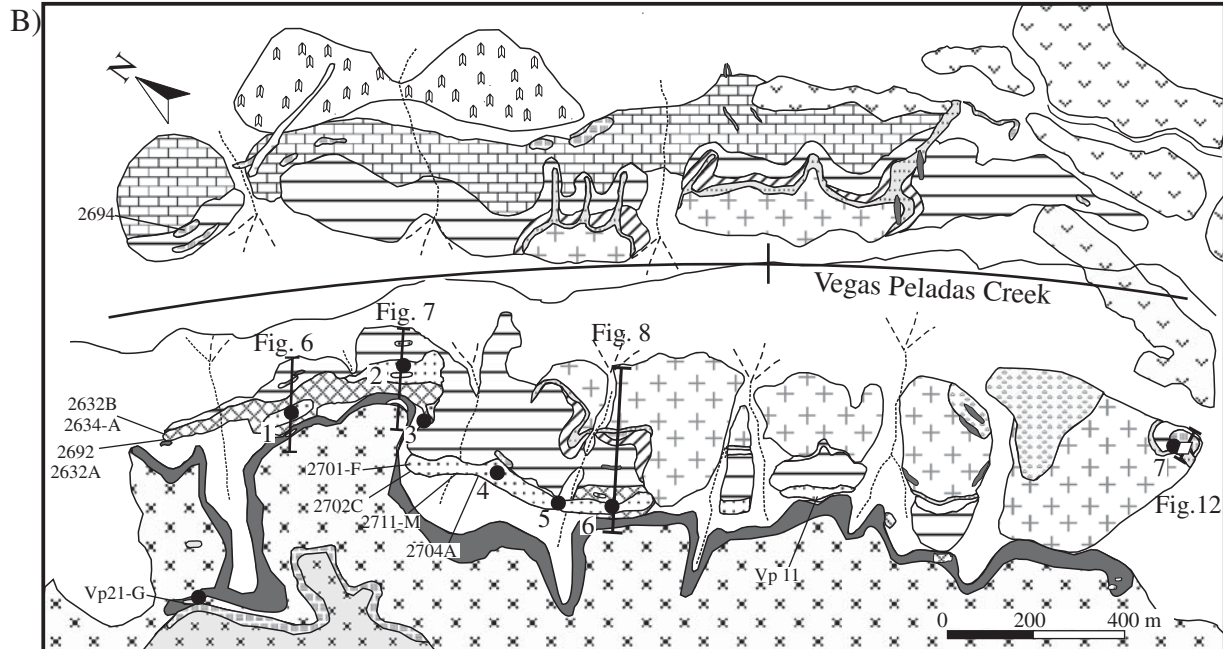 B)
N
2694
Vegas Peladas Creek
Fig. 6
Fig. 7
Fig. 8
2
1
3
2632B
2634-A
2692
2632A
2701-F
2702C
2711-M
2704A
4
5
6
7
Fig.12
Vp 11
Vp21-G
0 400 m